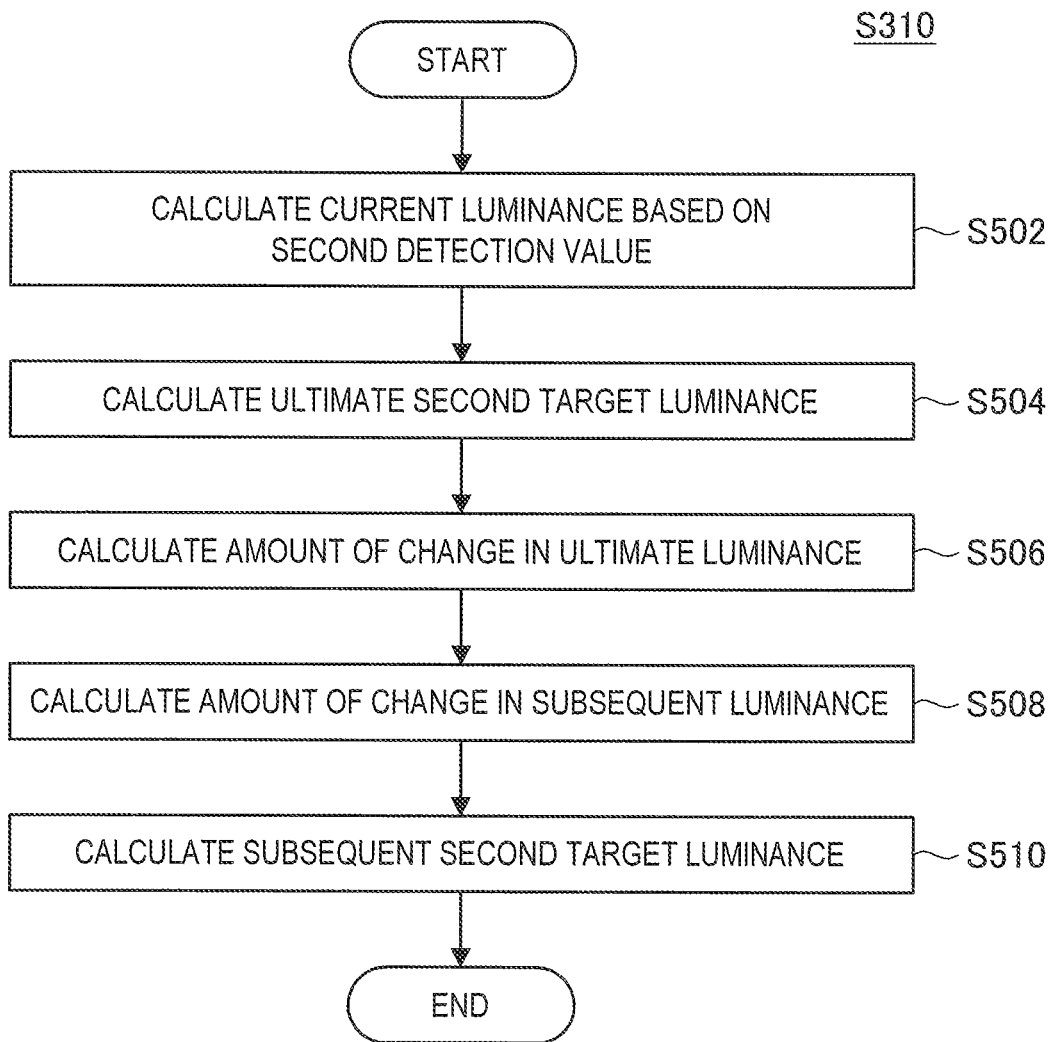 S310
START
CALCULATE CURRENT LUMINANCE BASED ON
SECOND DETECTION VALUE
S502
CALCULATE ULTIMATE SECOND TARGET LUMINANCE
S504
CALCULATE AMOUNT OF CHANGE IN ULTIMATE LUMINANCE
S506
CALCULATE AMOUNT OF CHANGE IN SUBSEQUENT LUMINANCE
S508
CALCULATE SUBSEQUENT SECOND TARGET LUMINANCE
S510
END